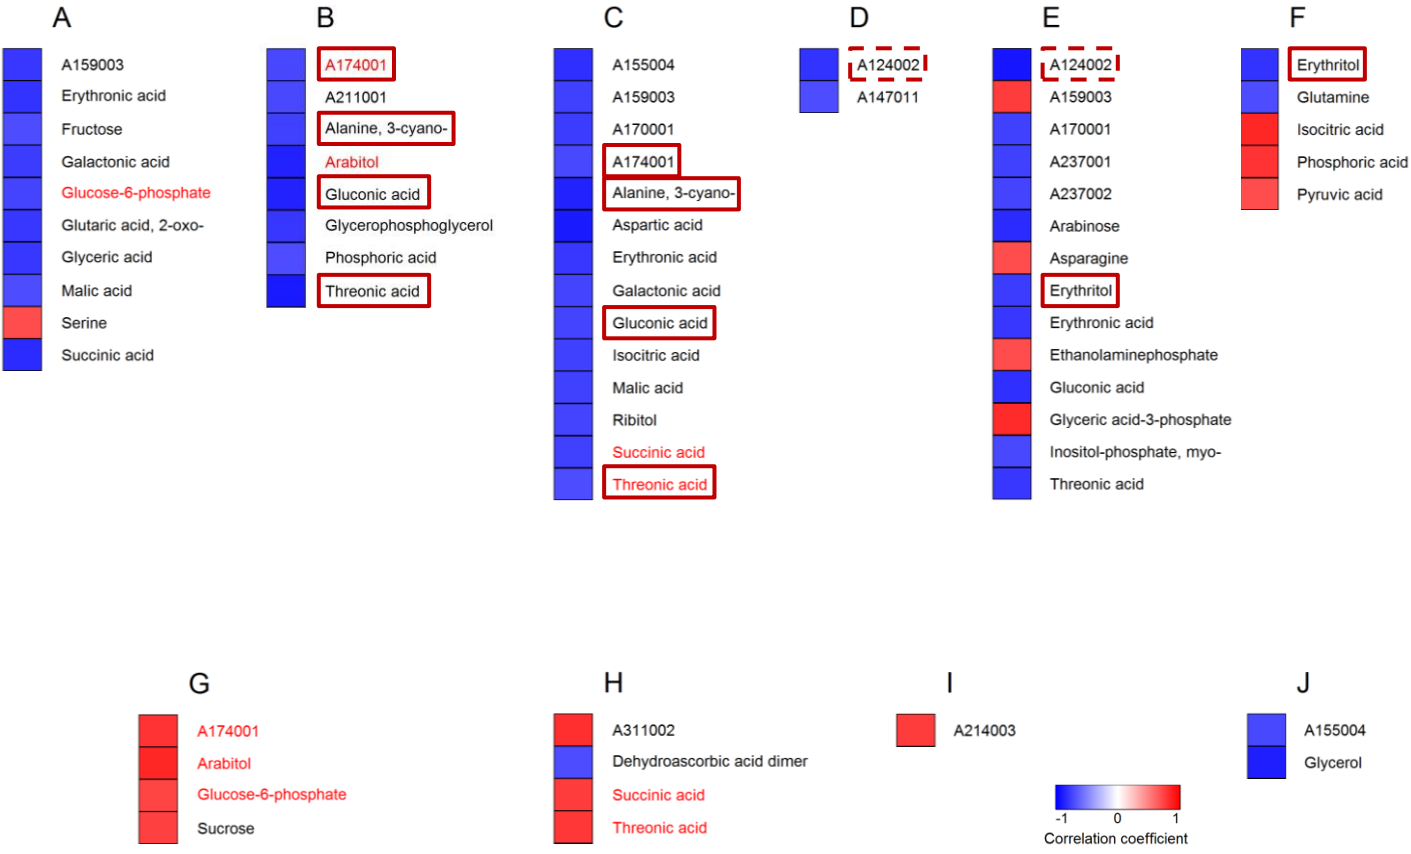 A
A159003
Erythronic acid
Fructose
Galactonic acid
Glucose-6-phosphate
Glutaric acid, 2-oxo-
Glyceric acid
Malic acid
Serine
Succinic acid
B
A174001
A211001
Alanine, 3-cyano-
Arabitol
Gluconic acid
Glycerophosphoglycerol
Phosphoric acid
Threonic acid
C
A155004
A159003
A170001
A174001
Alanine, 3-cyano-
Aspartic acid
Erythronic acid
Galactonic acid
Gluconic acid
Isocitric acid
Malic acid
Ribitol
Succinic acid
Threonic acid
D
A124002
A147011
E
A124002
A159003
A170001
A237001
A237002
Arabinose
Asparagine
Erythritol
Erythronic acid
Ethanolaminephosphate
Gluconic acid
Glyceric acid-3-phosphate
Inositol-phosphate, myo-
Threonic acid
F
Erythritol
Glutamine
Isocitric acid
Phosphoric acid
Pyruvic acid
G
A174001
Arabitol
Glucose-6-phosphate
Sucrose
H
A311002
Dehydroascorbic acid dimer
Succinic acid
Threonic acid
I
A214003
J
A155004
Glycerol
-1 0 1
Correlation coefficient